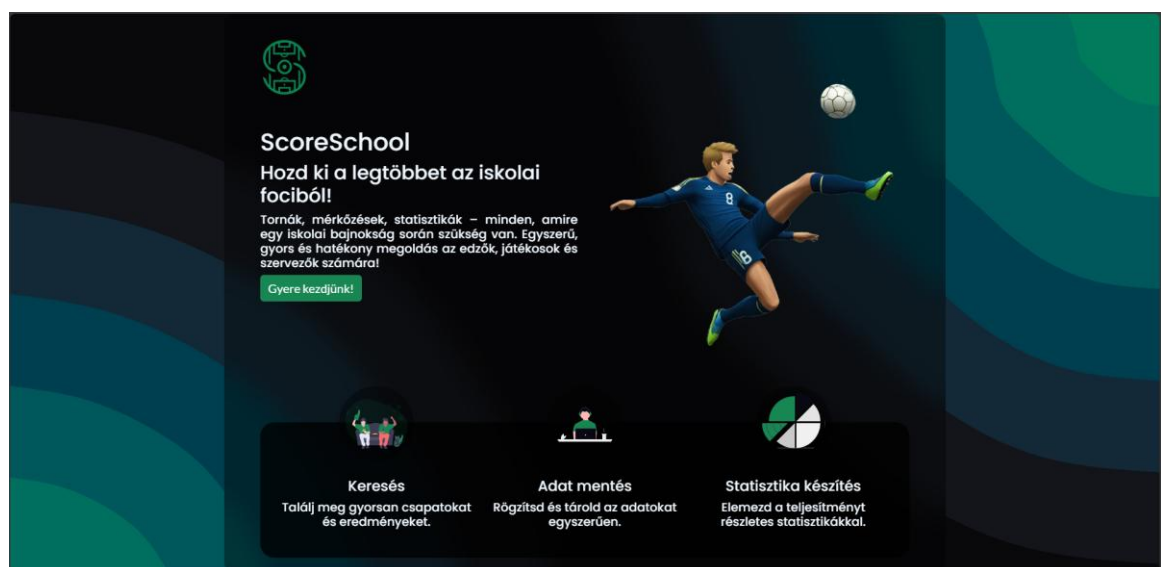 ScoreSchool
Hozd ki a legtöbbet az iskolai
fociból!
Tornák, mérkőzések, statisztikák – minden, amire
egy iskolai bajnokság során szükség van. Egyszerű,
gyors és hatékony megoldás az edzők, játékosok és
szervezők számára!
Gyere kezdjünk!
8
8
Keresés
Találj meg gyorsan csapatokat
és eredményeket.
Adat mentés
Rögzítsd és tárold az adatokat
egyszerűen.
Statisztika készítés
Elemezd a teljesítményt
részletes statisztikákkal.